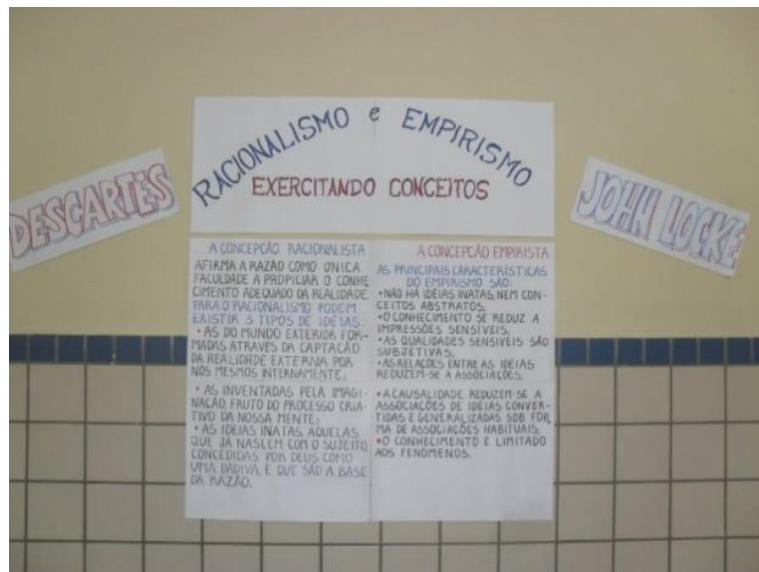 RACIONALISMO e EMPIRISMO
EXERCITANDO CONCEITOS
DESCARTES
JOHN LOCKE
A CONCEPÇÃO RACIONALISTA
AFIRMA A RAZÃO COMO ÚNICA
FACULDADE A PROPICIAR O CONHE
CIMENTO ADEQUADO DA REALIDADE.
PARA O RACIONALISMO PODEM
EXISTIR 3 TIPOS DE IDÉIAS:
• AS DO MUNDO EXTERIOR FOR-
MADAS ATRAVÉS DA CAPTAÇÃO
DA REALIDADE EXTERNA POR
NÓS MESMOS INTERNAMENTE;
• AS INVENTADAS PELA IMAGI-
NAÇÃO, FRUTO DO PROCESSO CRIA-
TIVO DA NOSSA MENTE;
• AS IDEIAS INATAS, AQUELAS
QUE JÁ NASCEM COM O SUJEITO,
CONCEDIDAS POR DEUS COMO
UMA DÁDIVA E QUE SÃO A BASE
DA RAZÃO.
A CONCEPÇÃO EMPIRISTA
AS PRINCIPAIS CARACTERÍSTICAS
DO EMPIRISMO SÃO:
• NÃO HÁ IDÉIAS INATAS, NEM CON-
CEITOS ABSTRATOS;
• O CONHECIMENTO SE REDUZ A
IMPRESSÕES SENSÍVEIS;
• AS QUALIDADES SENSÍVEIS SÃO
SUBJETIVAS;
• AS RELAÇÕES ENTRE AS IDEIAS
REDUZEM-SE A ASSOCIAÇÕES;
• A CAUSALIDADE REDUZEM-SE A
ASSOCIAÇÕES DE IDÉIAS CONVER-
TIDAS E GENERALIZADAS SOB FOR
MA DE ASSOCIAÇÕES HABITUAIS;
• O CONHECIMENTO É LIMITADO
AOS FENÔMENOS.